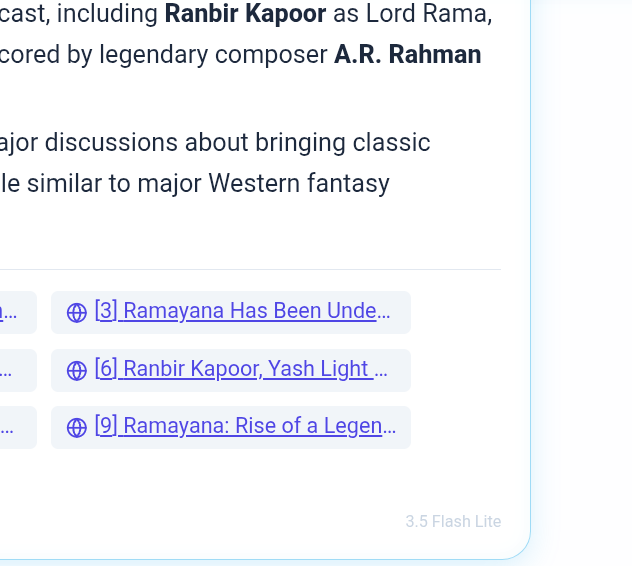 cast, including Ranbir Kapoor as Lord Rama,
cored by legendary composer A.R. Rahman
ajor discussions about bringing classic
le similar to major Western fantasy
... [3] Ramayana Has Been Unde...
... [6] Ranbir Kapoor, Yash Light ...
... [9] Ramayana: Rise of a Legen...
3.5 Flash Lite